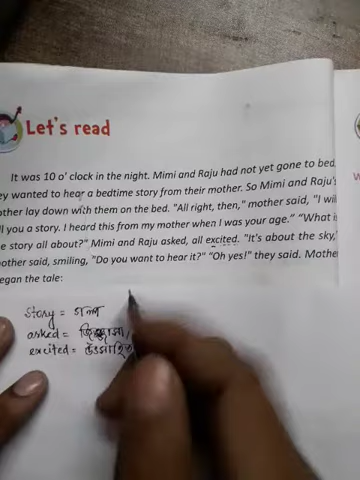 Let's read
It was 10 o' clock in the night. Mimi and Raju had not yet gone to bed.
ey wanted to hear a bedtime story from their mother. So Mimi and Raju's
other lay down with them on the bed. "All right, then," mother said, "I wil
ll you a story. I heard this from my mother when I was your age." "What i
e story all about?" Mimi and Raju asked, all excited. "It's about the sky,"
other said, smiling, "Do you want to hear it?" "Oh yes!" they said. Mothe
egan the tale:
story = গল্প
asked =
excited =